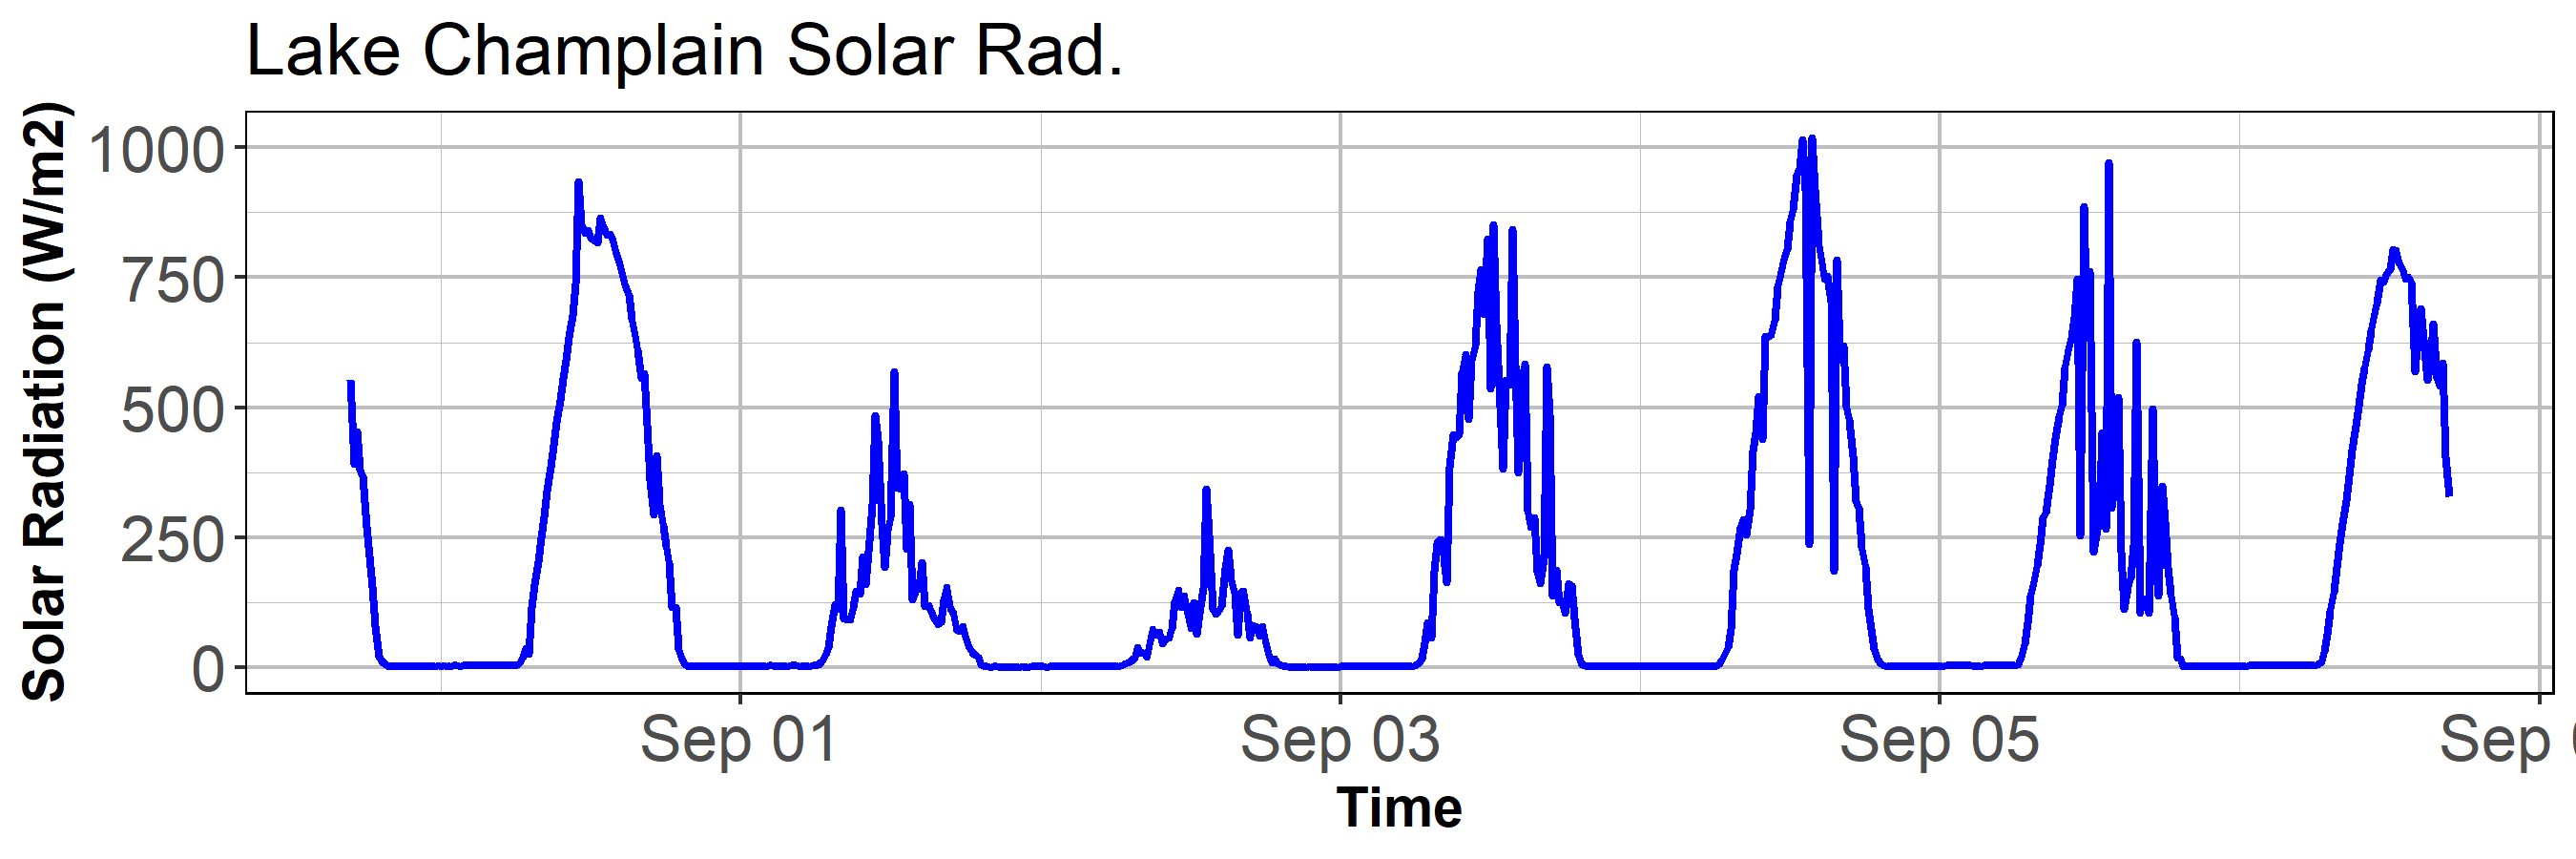 Lake Champlain Solar Rad.
Solar Radiation (W/m2)
1000
750
500
250
0
Sep 01 Sep 03 Sep 05 Sep
Time